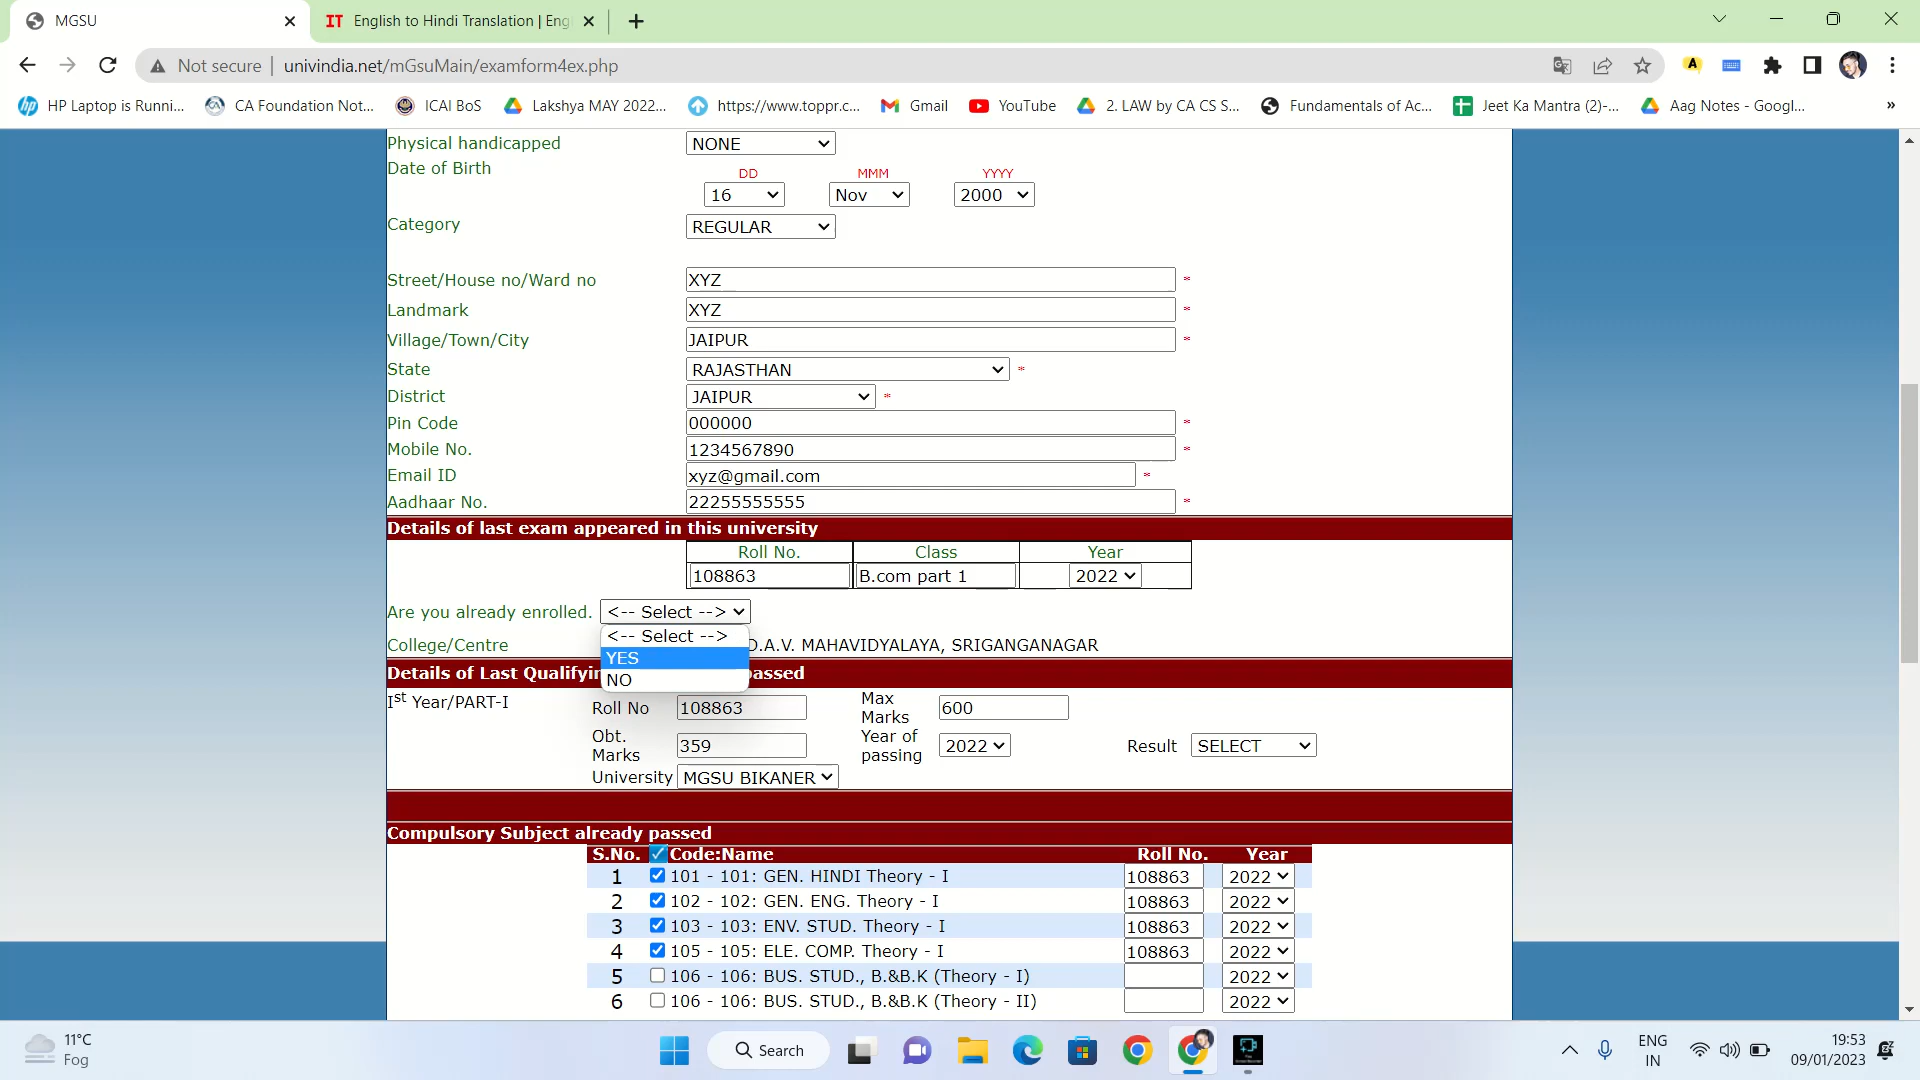 MGSU
IT English to Hindi Translation | Eng
Not secure univindia.net/mGsuMain/examform4ex.php
A
hp HP Laptop is Runni... CA Foundation Not... ICAI BoS Lakshya MAY 2022... https://www.toppr.c... Gmail YouTube 2. LAW by CA CS S... Fundamentals of Ac... Jeet Ka Mantra (2)-... Aag Notes - Googl... »
Physical handicapped NONE
Date of Birth DD MMM YYYY
16 Nov 2000
Category REGULAR
Street/House no/Ward no XYZ *
Landmark XYZ *
Village/Town/City JAIPUR *
State RAJASTHAN *
District JAIPUR *
Pin Code 000000 *
Mobile No. 1234567890 *
Email ID xyz@gmail.com *
Aadhaar No. 22255555555 *
Details of last exam appeared in this university
Roll No. Class Year
108863 B.com part 1 2022
Are you already enrolled. <-- Select -->
<-- Select -->
College/Centre D.A.V. MAHAVIDYALAYA, SRIGANGANAGAR
YES
Details of Last Qualifyin passed
NO
Ist Year/PART-I Roll No 108863 Max Marks 600
Obt. Marks 359 Year of passing 2022 Result SELECT
University MGSU BIKANER
Compulsory Subject already passed
S.No. Code:Name Roll No. Year
1 101 - 101: GEN. HINDI Theory - I 108863 2022
2 102 - 102: GEN. ENG. Theory - I 108863 2022
3 103 - 103: ENV. STUD. Theory - I 108863 2022
4 105 - 105: ELE. COMP. Theory - I 108863 2022
5 106 - 106: BUS. STUD., B.&B.K (Theory - I) 2022
6 106 - 106: BUS. STUD., B.&B.K (Theory - II) 2022
11°C
Fog
Search
ENG
IN
19:53
09/01/2023